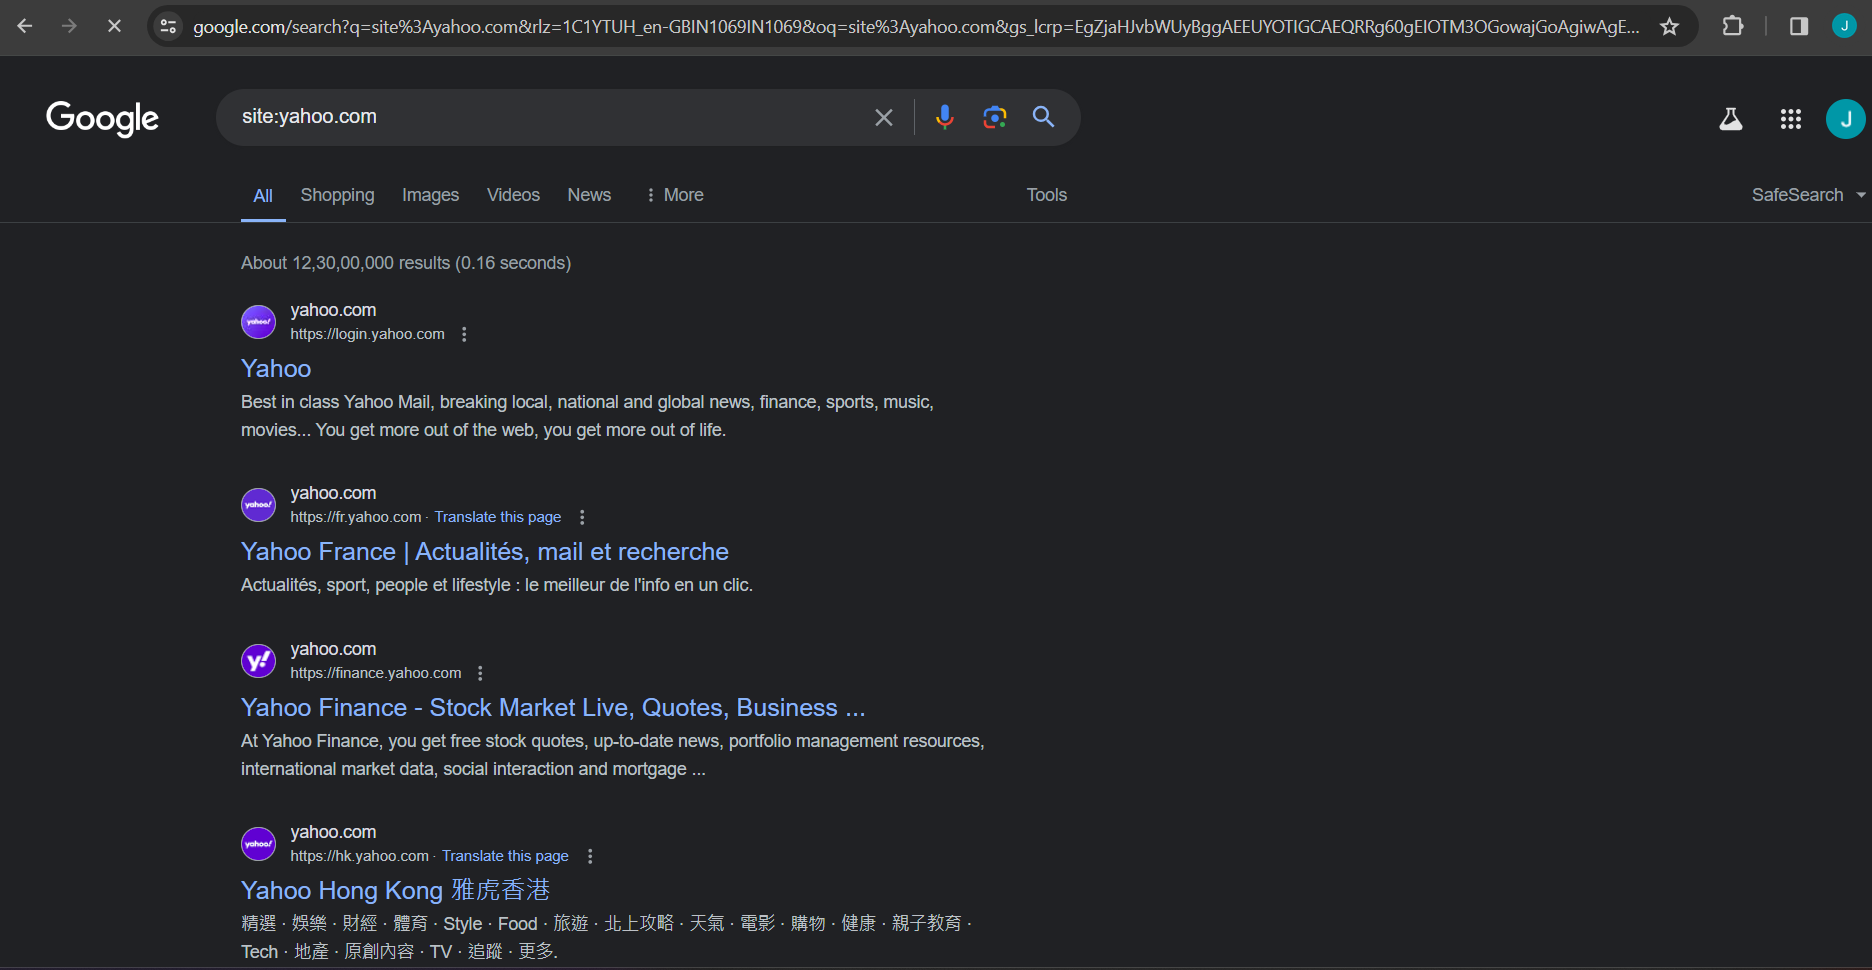 google.com/search?q=site%3Ayahoo.com&rlz=1C1YTUH_en-GBIN1069IN1069&oq=site%3Ayahoo.com&gs_lcrp=EgZjaHJvbWUyBggAEEUYOTIGCAEQRRg60gEIOTM3OGowajGoAgiwAgE...
J
Google
site:yahoo.com
J
All
Shopping
Images
Videos
News
More
Tools
SafeSearch
About 12,30,00,000 results (0.16 seconds)
yahoo!
yahoo.com
https://login.yahoo.com
Yahoo
Best in class Yahoo Mail, breaking local, national and global news, finance, sports, music,
movies... You get more out of the web, you get more out of life.
yahoo!
yahoo.com
https://fr.yahoo.com · Translate this page
Yahoo France | Actualités, mail et recherche
Actualités, sport, people et lifestyle : le meilleur de l'info en un clic.
y!
yahoo.com
https://finance.yahoo.com
Yahoo Finance - Stock Market Live, Quotes, Business ...
At Yahoo Finance, you get free stock quotes, up-to-date news, portfolio management resources,
international market data, social interaction and mortgage ...
yahoo!
yahoo.com
https://hk.yahoo.com · Translate this page
Yahoo Hong Kong 雅虎香港
精選 · 娛樂 · 財經 · 體育 · Style · Food · 旅遊 · 北上攻略 · 天氣 · 電影 · 購物 · 健康 · 親子教育 ·
Tech · 地產 · 原創內容 · TV · 追蹤 · 更多.